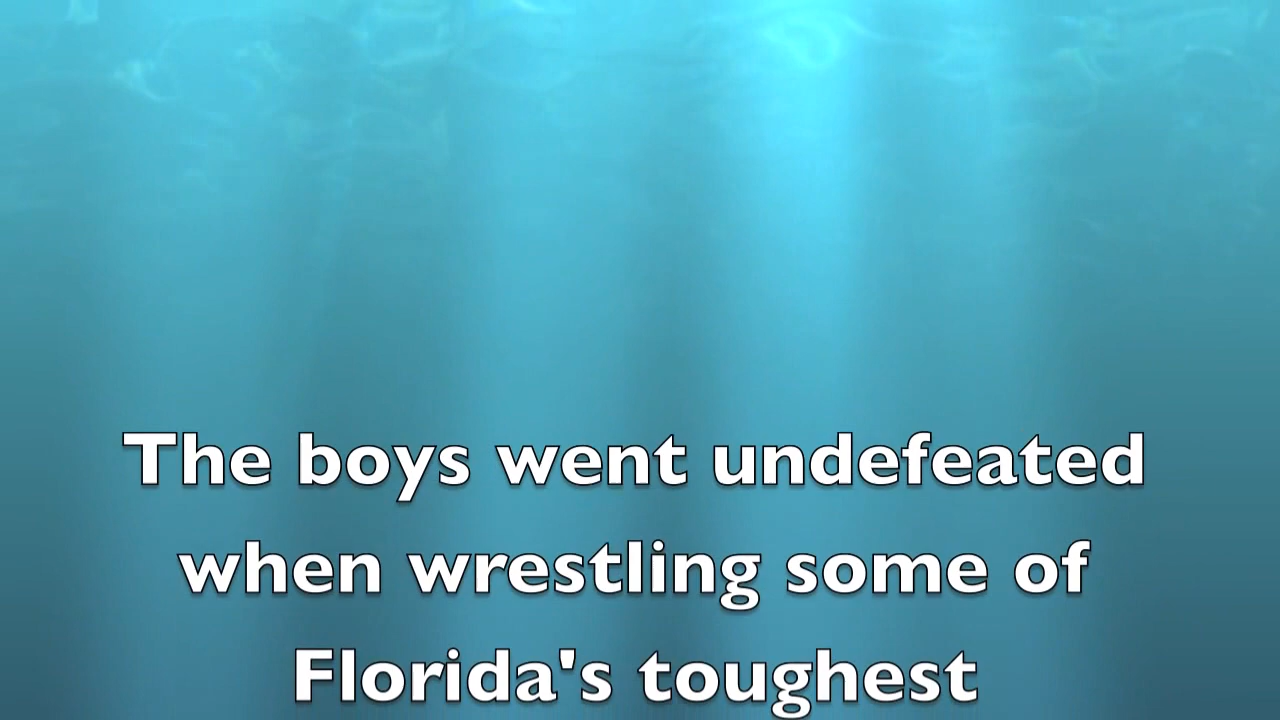 The boys went undefeated
when wrestling some of
Florida's toughest